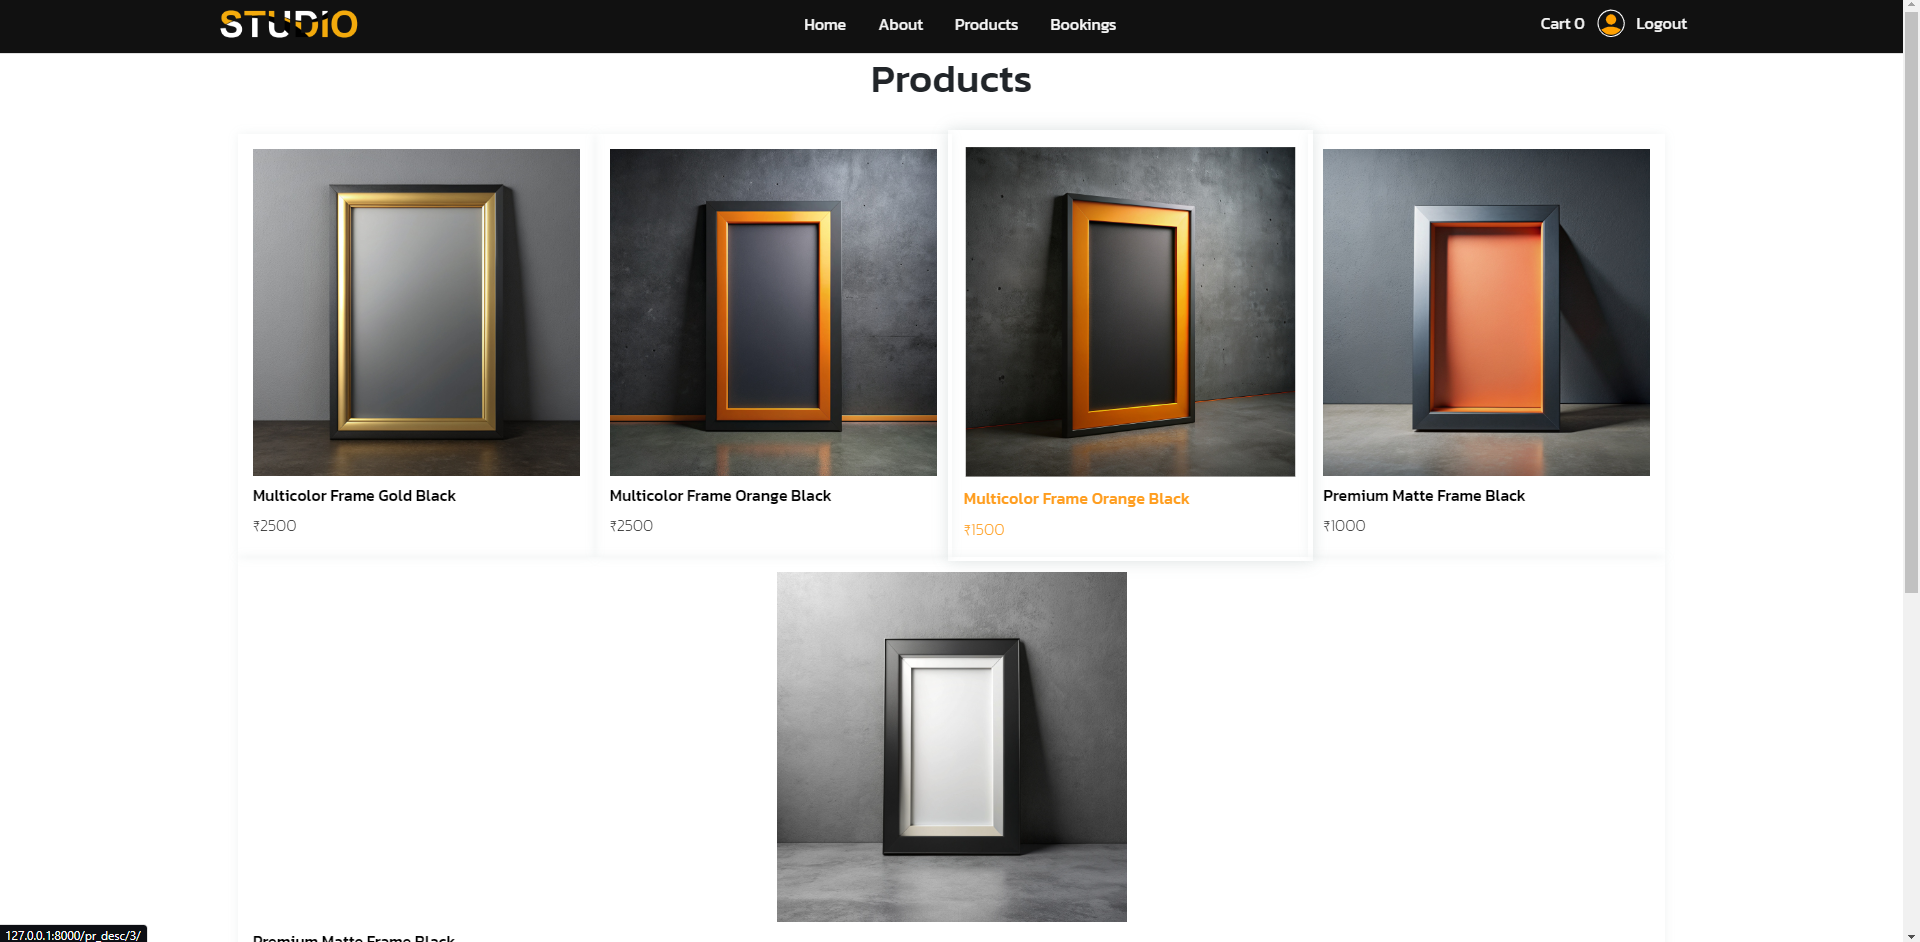 STUDIO
Home About Products Bookings
Cart 0 Logout
Products
Multicolor Frame Gold Black
₹2500
Multicolor Frame Orange Black
₹2500
Multicolor Frame Orange Black
₹1500
Premium Matte Frame Black
₹1000
Premium Matte Frame Black
127.0.0.1:8000/pr_desc/3/